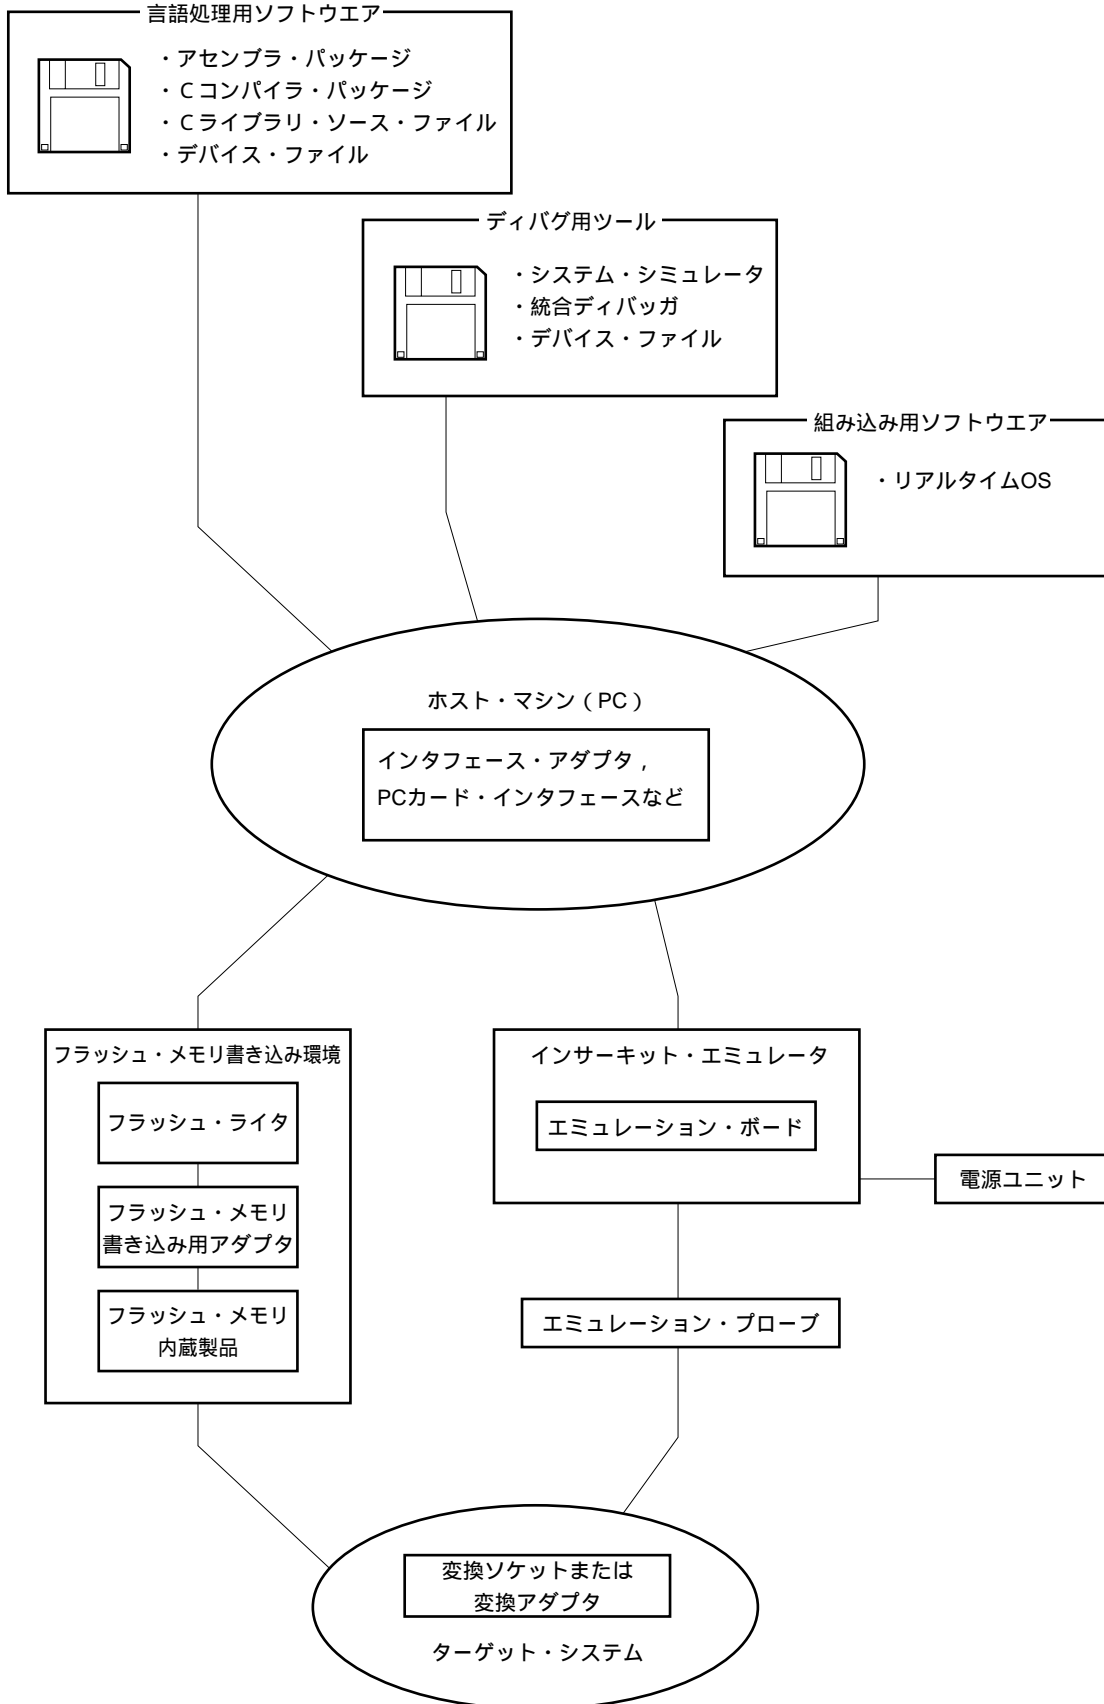 言語処理用ソフトウエア
・アセンブラ・パッケージ
・Cコンパイラ・パッケージ
・Cライブラリ・ソース・ファイル
・デバイス・ファイル
ディバグ用ツール
・システム・シミュレータ
・統合ディバッガ
・デバイス・ファイル
組み込み用ソフトウエア
・リアルタイムOS
ホスト・マシン(PC)
インタフェース・アダプタ,
PCカード・インタフェースなど
フラッシュ・メモリ書き込み環境
フラッシュ・ライタ
フラッシュ・メモリ
書き込み用アダプタ
フラッシュ・メモリ
内蔵製品
インサーキット・エミュレータ
エミュレーション・ボード
電源ユニット
エミュレーション・プローブ
変換ソケットまたは
変換アダプタ
ターゲット・システム